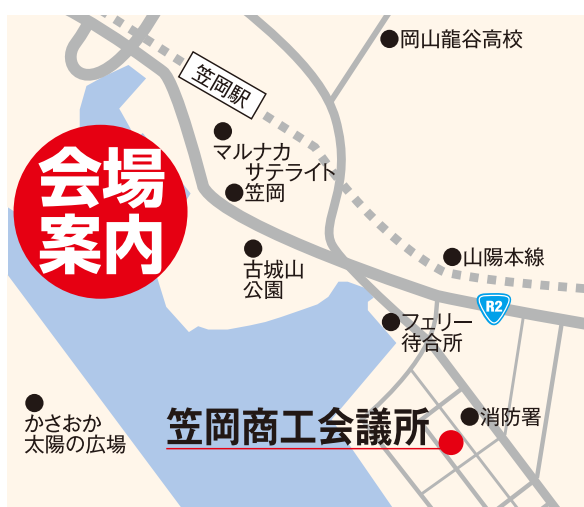 岡山龍谷高校
笠岡駅
マルナカ
サテライト
笠岡
会場
案内
古城山
公園
山陽本線
R2
フェリー
待合所
かさおか
太陽の広場
笠岡商工会議所
消防署